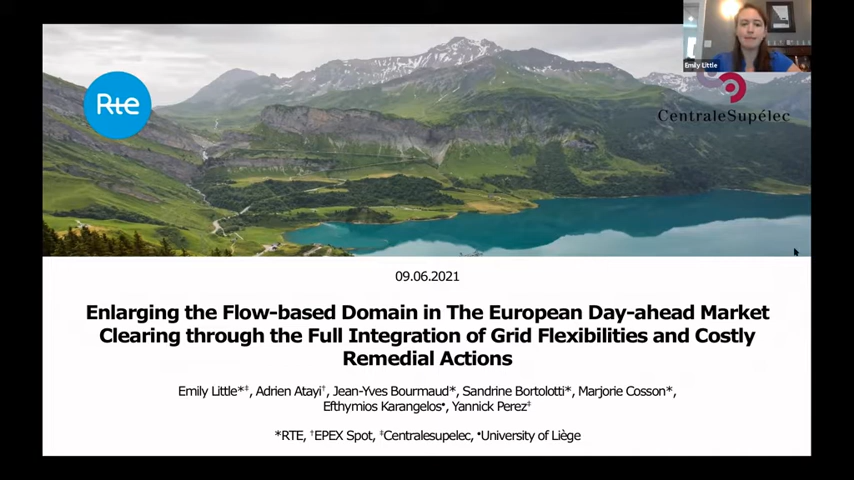 Emily Little
Rte
CentraleSupélec
09.06.2021
Enlarging the Flow-based Domain in The European Day-ahead Market
Clearing through the Full Integration of Grid Flexibilities and Costly
Remedial Actions
Emily Little*‡, Adrien Atayi†, Jean-Yves Bourmaud*, Sandrine Bortolotti*, Marjorie Cosson*,
Efthymios Karangelos•, Yannick Perez‡
*RTE, †EPEX Spot, ‡Centralesupelec, •University of Liège